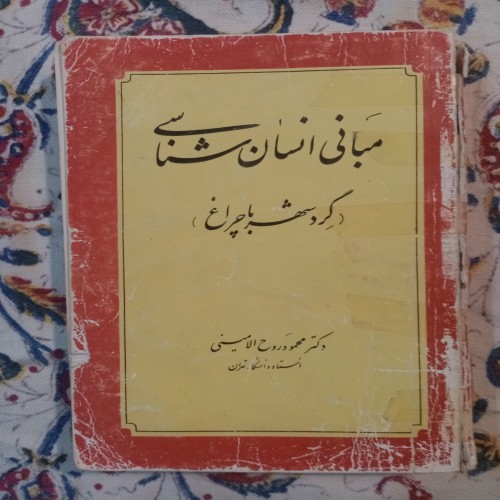 مبانی انسان شناسی
(گرد شهر با چراغ)
دکتر محمود روح الامینی
استاد دانشگاه تهران